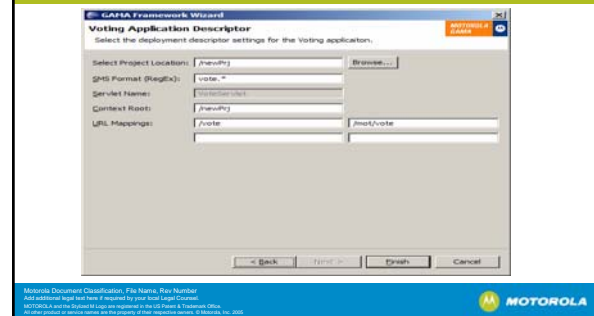 GAMA Framework Wizard
Voting Application Descriptor
Select the deployment descriptor settings for the Voting applicaiton.
MOTOROLA
GAMA
Select Project Location: /newPrj Browse...
SMS Format (RegEx): vote.*
Servlet Name: VoteServlet
Context Root: /newPrj
URL Mappings: /vote /mot/vote
< Back Next > Finish Cancel
Motorola Document Classification, File Name, Rev Number
Add additional legal text here if required by your local Legal Counsel.
MOTOROLA and the Stylized M Logo are registered in the US Patent & Trademark Office.
All other product or service names are the property of their respective owners. © Motorola, Inc. 2005
MOTOROLA